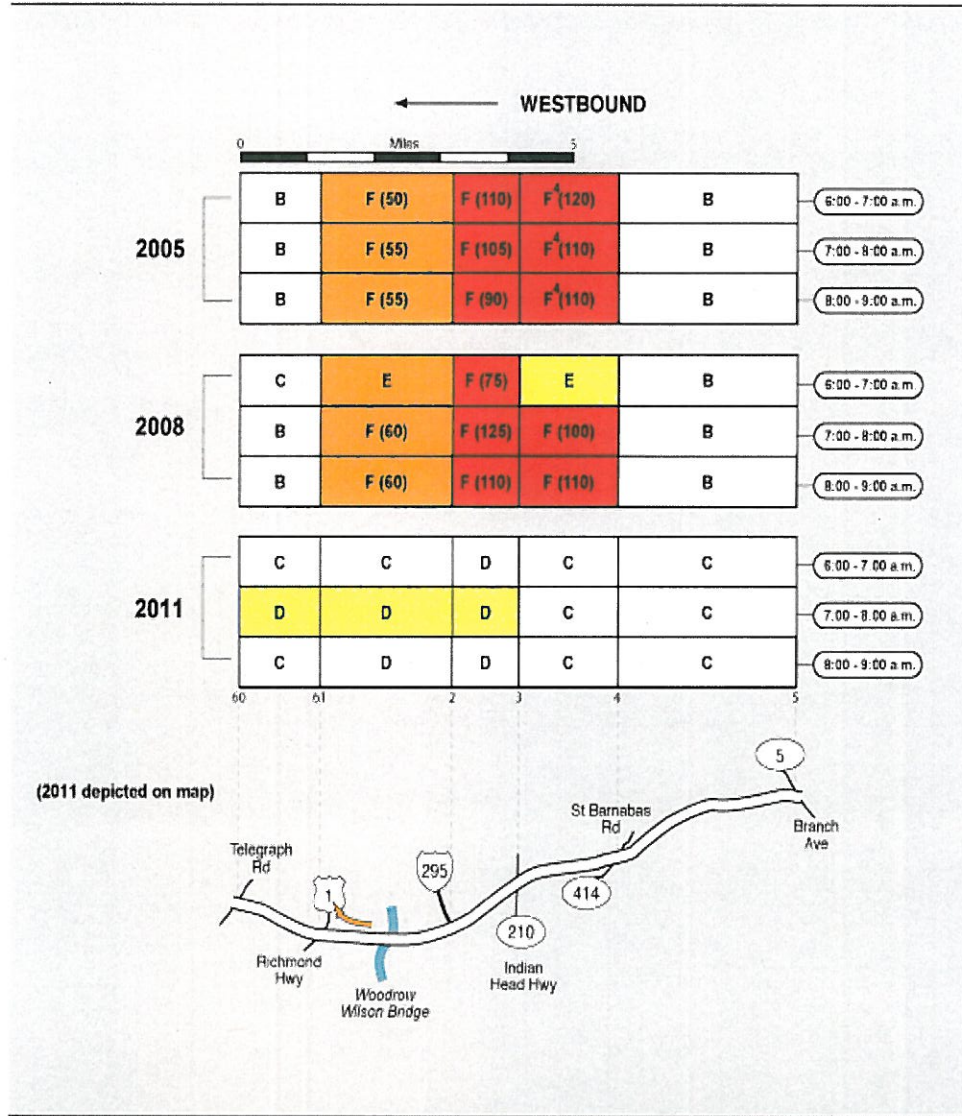 WESTBOUND
0 Miles 5
2005
B F (50) F (110) F4(120) B 6:00 - 7:00 a.m.
B F (55) F (105) F4(110) B 7:00 - 8:00 a.m.
B F (55) F (90) F4(110) B 8:00 - 9:00 a.m.
2008
C E F (75) E B 6:00 - 7:00 a.m.
B F (60) F (125) F (100) B 7:00 - 8:00 a.m.
B F (60) F (110) F (110) B 8:00 - 9:00 a.m.
2011
C C D C C 6:00 - 7:00 a.m.
D D D C C 7:00 - 8:00 a.m.
C D D C C 8:00 - 9:00 a.m.
60 61 2 3 4 5
(2011 depicted on map)
5
St Barnabas
Rd
Branch
Ave
Telegraph
Rd
1
295
414
210
Richmond
Hwy
Indian
Head Hwy
Woodrow
Wilson Bridge